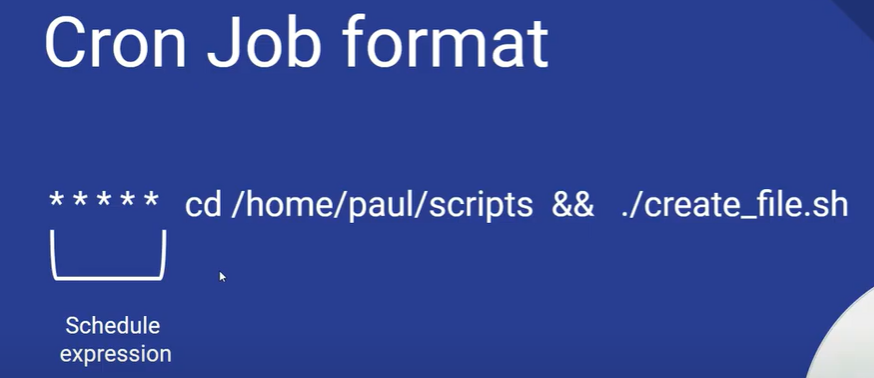 Cron Job format
* * * * * cd /home/paul/scripts && ./create_file.sh
Schedule
expression